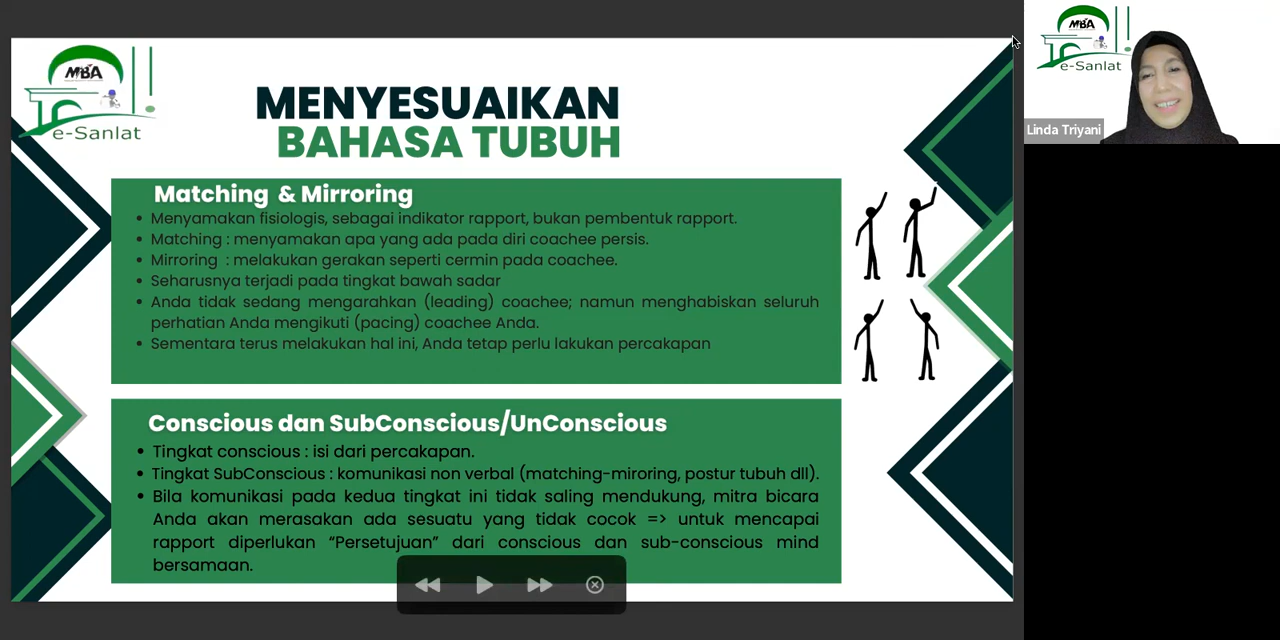 MBA
e-Sanlat
MENYESUAIKAN
BAHASA TUBUH
Matching & Mirroring
• Menyamakan fisiologis, sebagai indikator rapport, bukan pembentuk rapport.
• Matching : menyamakan apa yang ada pada diri coachee persis.
• Mirroring : melakukan gerakan seperti cermin pada coachee.
• Seharusnya terjadi pada tingkat bawah sadar
• Anda tidak sedang mengarahkan (leading) coachee; namun menghabiskan seluruh
perhatian Anda mengikuti (pacing) coachee Anda.
• Sementara terus melakukan hal ini, Anda tetap perlu lakukan percakapan
Conscious dan SubConscious/UnConscious
• Tingkat conscious : isi dari percakapan.
• Tingkat SubConscious : komunikasi non verbal (matching-miroring, postur tubuh dll).
• Bila komunikasi pada kedua tingkat ini tidak saling mendukung, mitra bicara
Anda akan merasakan ada sesuatu yang tidak cocok => untuk mencapai
rapport diperlukan “Persetujuan” dari conscious dan sub-conscious mind
bersamaan.
MBA
e-Sanlat
Linda Triyani